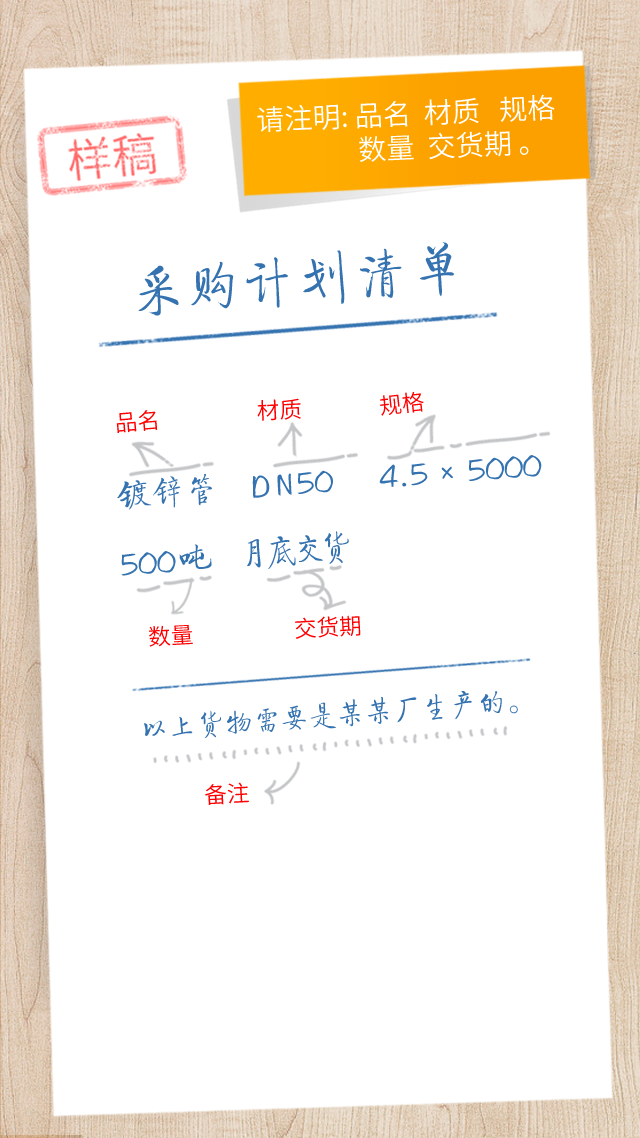 请注明: 品名 材质 规格
数量 交货期。
样稿
采购计划清单
品名 材质 规格
镀锌管 DN50 4.5 × 5000
500吨 月底交货
数量 交货期
以上货物需要是某某厂生产的。
备注